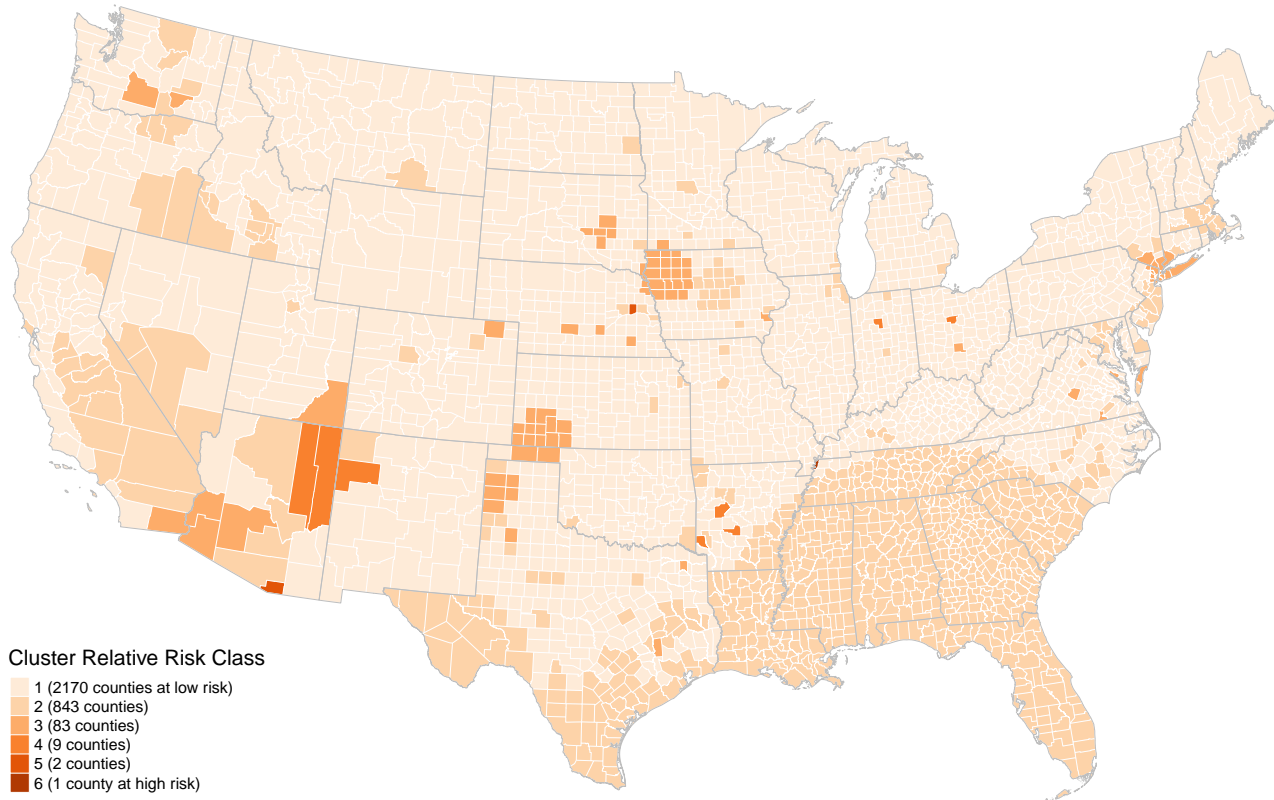 Cluster Relative Risk Class
1 (2170 counties at low risk)
2 (843 counties)
3 (83 counties)
4 (9 counties)
5 (2 counties)
6 (1 county at high risk)